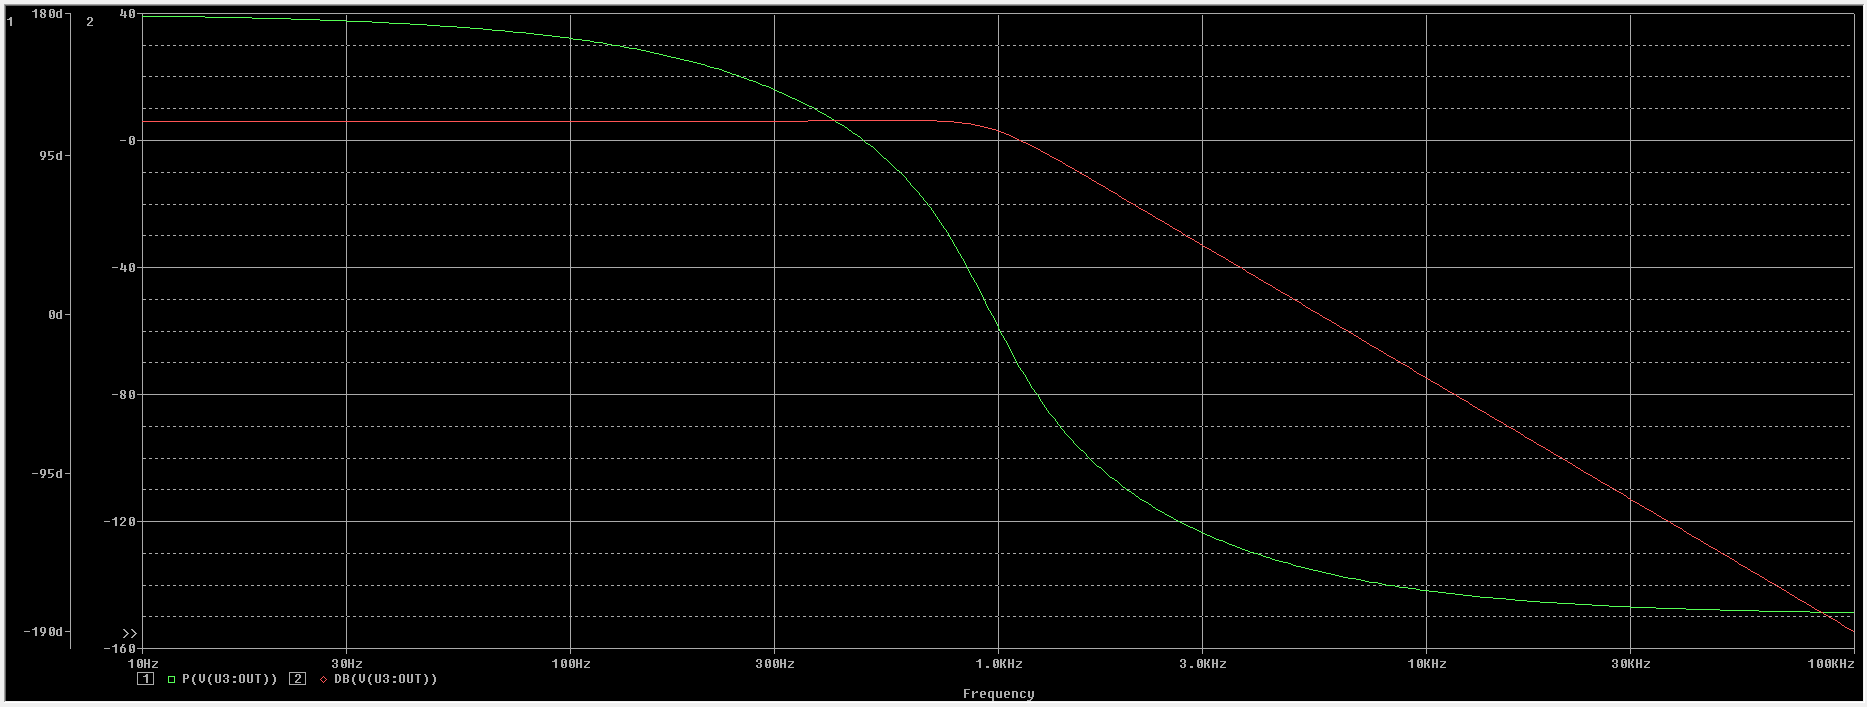 1 180d 2 40
-0
95d
-40
0d
-80
-95d
-120
-190d
>>
-160
10Hz 30Hz 100Hz 300Hz 1.0KHz 3.0KHz 10KHz 30KHz 100KHz
1 P(V(U3:OUT)) 2 DB(V(U3:OUT))
Frequency